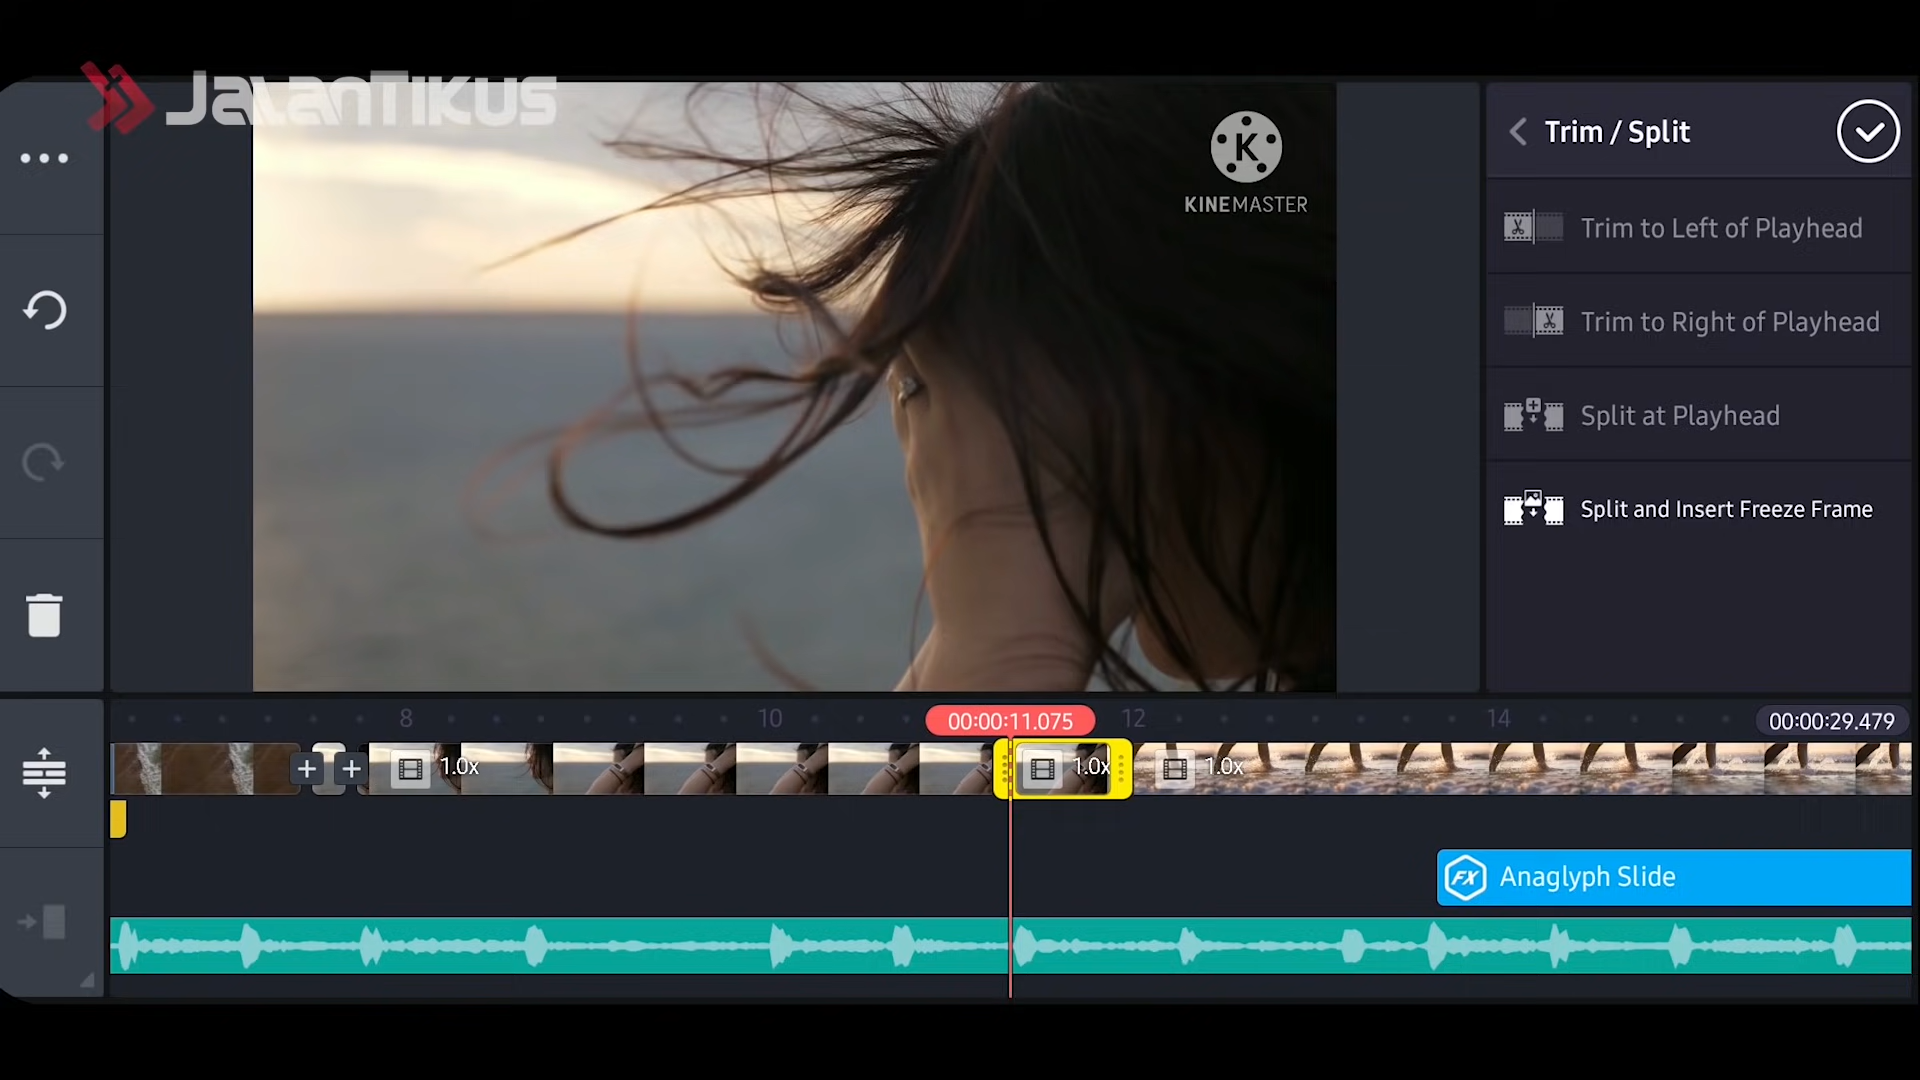 JALANTIKUS
K
KINEMASTER
Trim / Split
Trim to Left of Playhead
Trim to Right of Playhead
Split at Playhead
Split and Insert Freeze Frame
8
10
00:00:11.075
12
14
00:00:29.479
1.0x
1.0x
1.0x
FX Anaglyph Slide